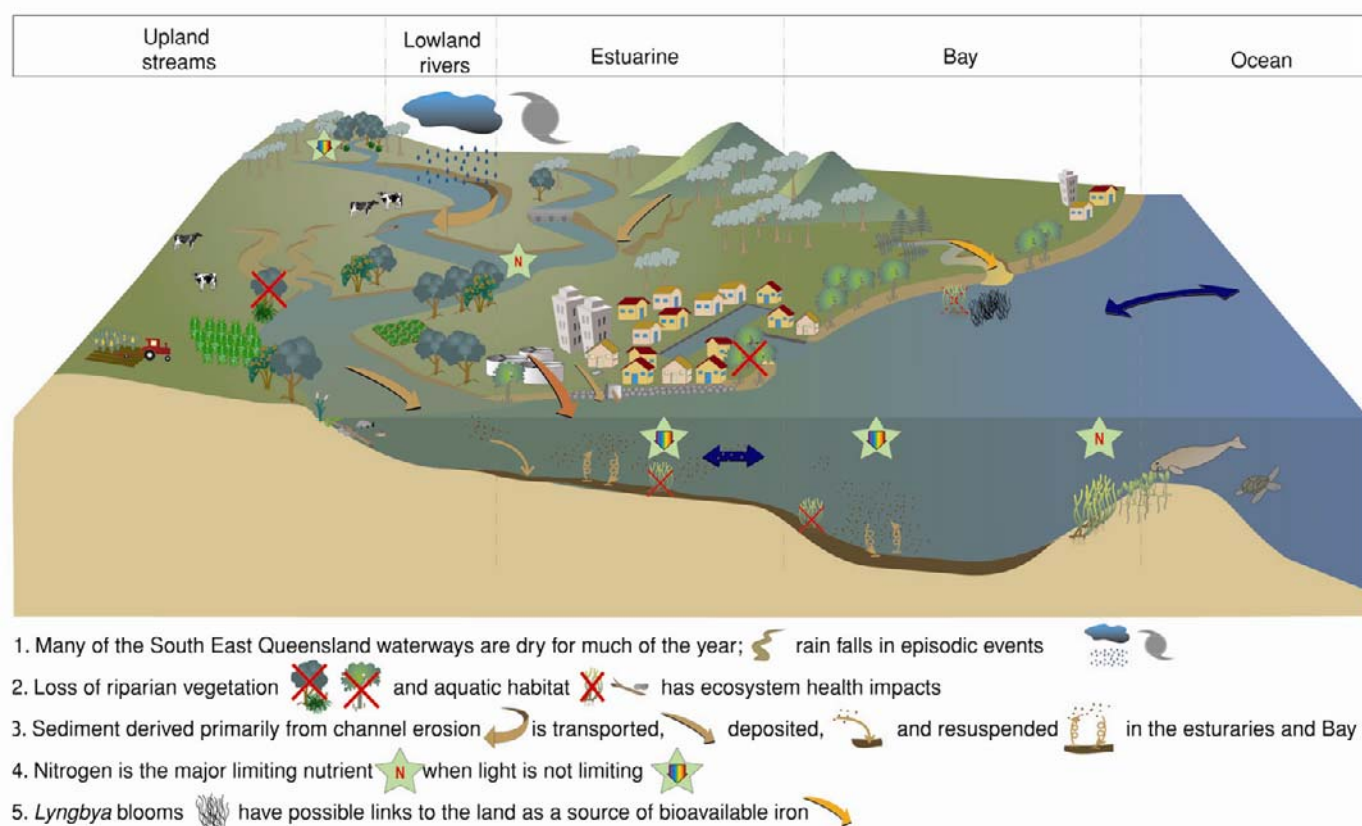 Upland
streams
Lowland
rivers
Estuarine
Bay
Ocean
N
N
1. Many of the South East Queensland waterways are dry for much of the year; rain falls in episodic events
2. Loss of riparian vegetation and aquatic habitat has ecosystem health impacts
3. Sediment derived primarily from channel erosion is transported, deposited, and resuspended in the esturaries and Bay
4. Nitrogen is the major limiting nutrient N when light is not limiting
5. Lyngbya blooms have possible links to the land as a source of bioavailable iron